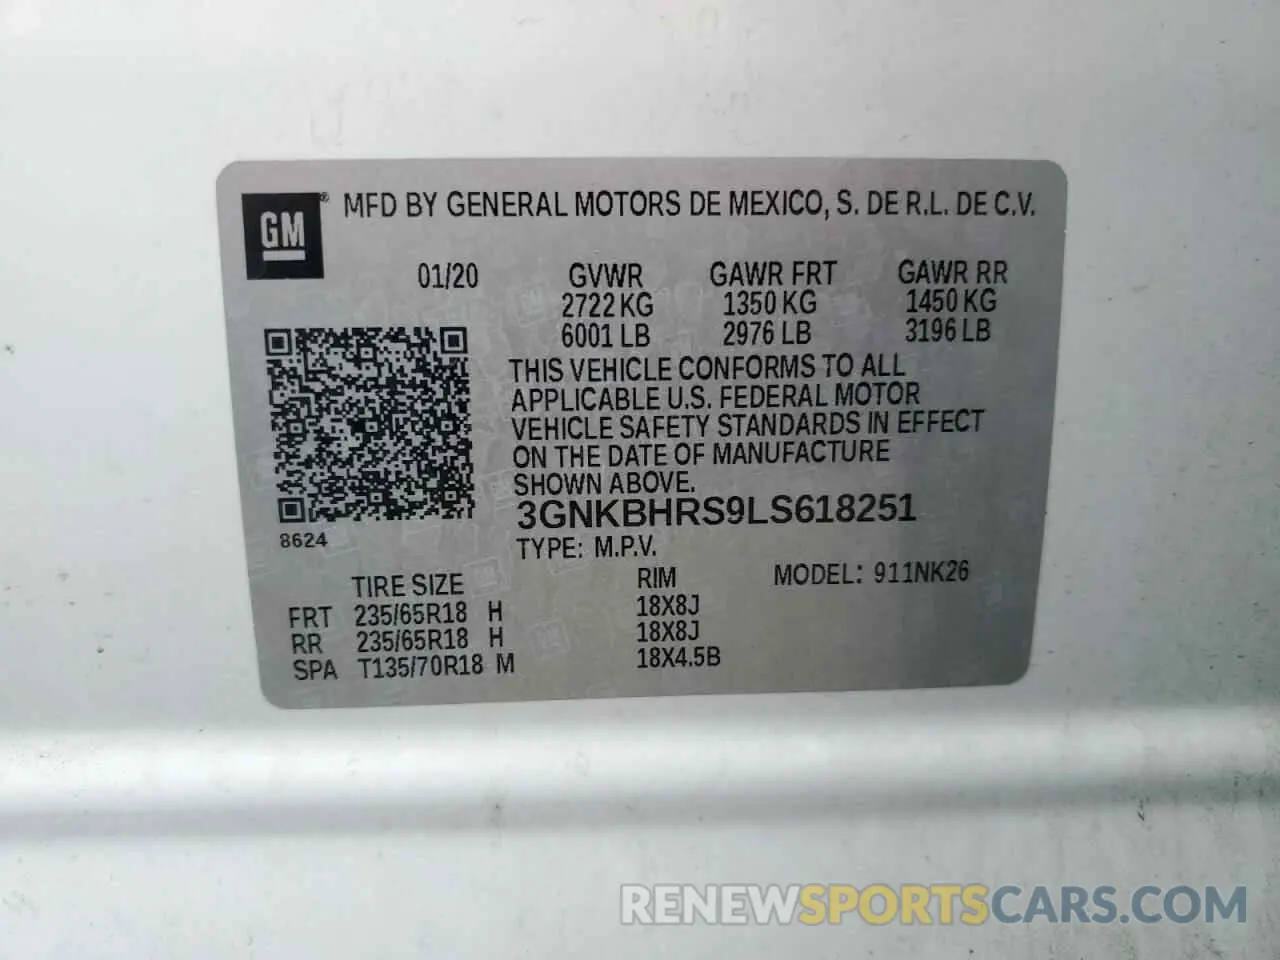 GM ® MFD BY GENERAL MOTORS DE MEXICO, S. DE R.L. DE C.V.
01/20 GVWR GAWR FRT GAWR RR
2722 KG 1350 KG 1450 KG
6001 LB 2976 LB 3196 LB
THIS VEHICLE CONFORMS TO ALL
APPLICABLE U.S. FEDERAL MOTOR
VEHICLE SAFETY STANDARDS IN EFFECT
ON THE DATE OF MANUFACTURE
SHOWN ABOVE.
3GNKBHRS9LS618251
8624
TYPE: M.P.V.
TIRE SIZE RIM MODEL: 911NK26
FRT 235/65R18 H 18X8J
RR 235/65R18 H 18X8J
SPA T135/70R18 M 18X4.5B
RENEWSPORTSCARS.COM